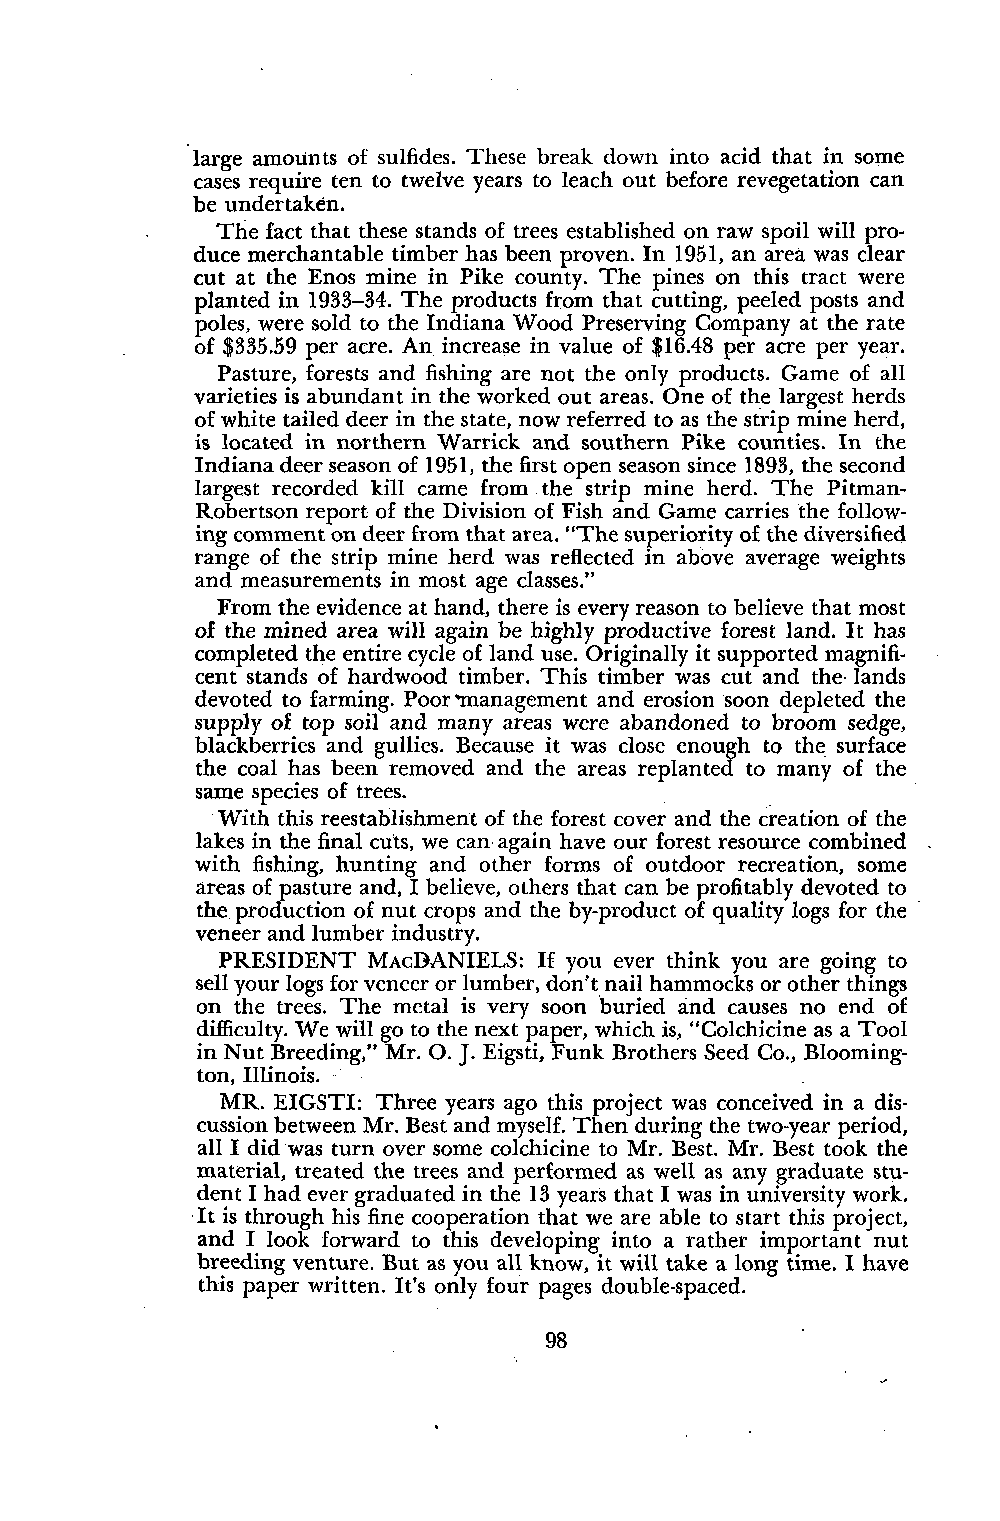 large amounts of sulfides. These break down into acid that in some
cases require ten to twelve years to leach out before revegetation can
be undertaken.
The fact that these stands of trees established on raw spoil will pro-
duce merchantable timber has been proven. In 1951, an area was clear
cut at the Enos mine in Pike county. The pines on this tract were
planted in 1933–34. The products from that cutting, peeled posts and
poles, were sold to the Indiana Wood Preserving Company at the rate
of $335.59 per acre. An increase in value of $16.48 per acre per year.
Pasture, forests and fishing are not the only products. Game of all
varieties is abundant in the worked out areas. One of the largest herds
of white tailed deer in the state, now referred to as the strip mine herd,
is located in northern Warrick and southern Pike counties. In the
Indiana deer season of 1951, the first open season since 1893, the second
largest recorded kill came from the strip mine herd. The Pitman-
Robertson report of the Division of Fish and Game carries the follow-
ing comment on deer from that area. "The superiority of the diversified
range of the strip mine herd was reflected in above average weights
and measurements in most age classes."
From the evidence at hand, there is every reason to believe that most
of the mined area will again be highly productive forest land. It has
completed the entire cycle of land use. Originally it supported magnifi-
cent stands of hardwood timber. This timber was cut and the lands
devoted to farming. Poor management and erosion soon depleted the
supply of top soil and many areas were abandoned to broom sedge,
blackberries and gullies. Because it was close enough to the surface
the coal has been removed and the areas replanted to many of the
same species of trees.
With this reestablishment of the forest cover and the creation of the
lakes in the final cuts, we can again have our forest resource combined
with fishing, hunting and other forms of outdoor recreation, some
areas of pasture and, I believe, others that can be profitably devoted to
the production of nut crops and the by-product of quality logs for the
veneer and lumber industry.
PRESIDENT MACDANIELS: If you ever think you are going to
sell your logs for veneer or lumber, don't nail hammocks or other things
on the trees. The metal is very soon buried and causes no end of
difficulty. We will go to the next paper, which is, "Colchicine as a Tool
in Nut Breeding," Mr. O. J. Eigsti, Funk Brothers Seed Co., Blooming-
ton, Illinois.
MR. EIGSTI: Three years ago this project was conceived in a dis-
cussion between Mr. Best and myself. Then during the two-year period,
all I did was turn over some colchicine to Mr. Best. Mr. Best took the
material, treated the trees and performed as well as any graduate stu-
dent I had ever graduated in the 13 years that I was in university work.
It is through his fine cooperation that we are able to start this project,
and I look forward to this developing into a rather important nut
breeding venture. But as you all know, it will take a long time. I have
this paper written. It's only four pages double-spaced.
98